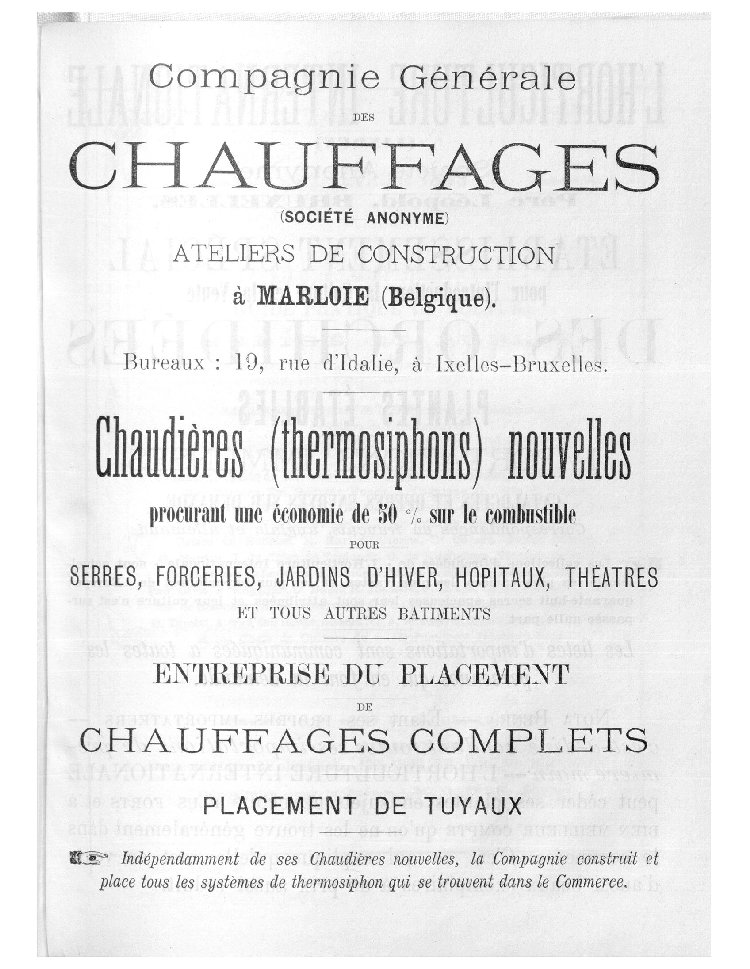 Compagnie Générale
DES
CHAUFFAGES
(SOCIÉTÉ ANONYME)
ATELIERS DE CONSTRUCTION
à MARLOIE (Belgique).
Bureaux : 19, rue d'Idalie, à Ixelles-Bruxelles.
Chaudières (thermosiphons) nouvelles
procurant une économie de 50 % sur le combustible
POUR
SERRES, FORCERIES, JARDINS D'HIVER, HOPITAUX, THÉATRES
ET TOUS AUTRES BATIMENTS
ENTREPRISE DU PLACEMENT
DE
CHAUFFAGES COMPLETS
PLACEMENT DE TUYAUX
Indépendamment de ses Chaudières nouvelles, la Compagnie construit et
place tous les systèmes de thermosiphon qui se trouvent dans le Commerce.